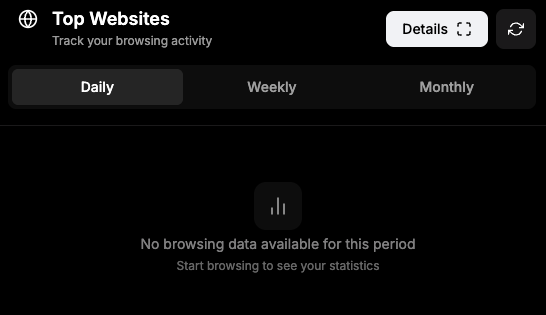 Top Websites
Track your browsing activity
Details
Daily
Weekly
Monthly
No browsing data available for this period
Start browsing to see your statistics